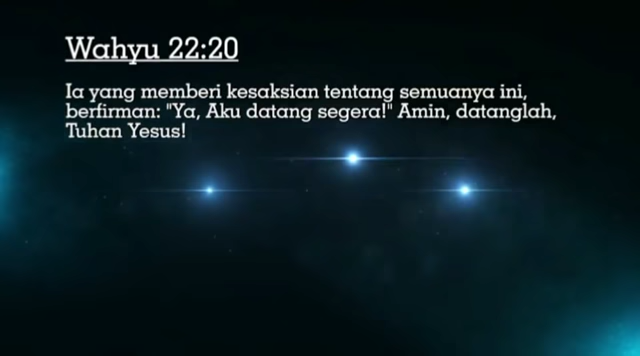 Wahyu 22:20
Ia yang memberi kesaksian tentang semuanya ini,
berfirman: "Ya, Aku datang segera!" Amin, datanglah,
Tuhan Yesus!